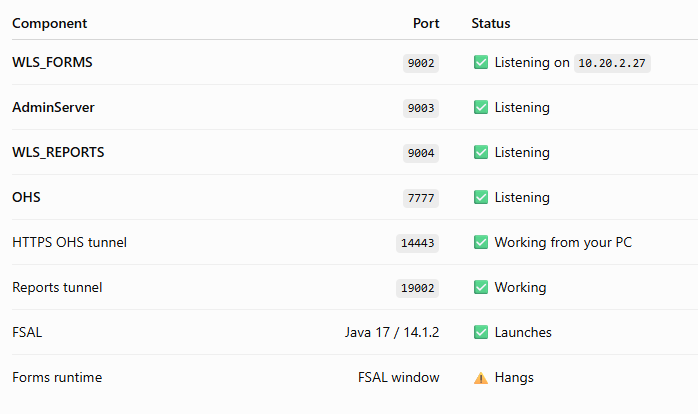 Component Port Status
WLS_FORMS 9002 ✅ Listening on 10.20.2.27
AdminServer 9003 ✅ Listening
WLS_REPORTS 9004 ✅ Listening
OHS 7777 ✅ Listening
HTTPS OHS tunnel 14443 ✅ Working from your PC
Reports tunnel 19002 ✅ Working
FSAL Java 17 / 14.1.2 ✅ Launches
Forms runtime FSAL window ⚠️ Hangs